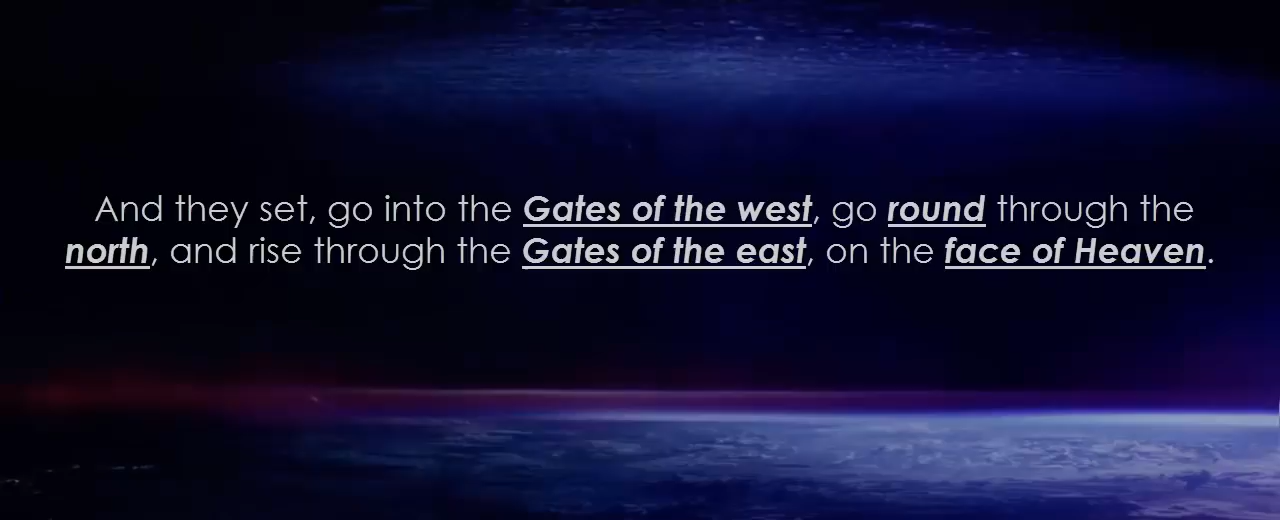 And they set, go into the Gates of the west, go round through the
north, and rise through the Gates of the east, on the face of Heaven.